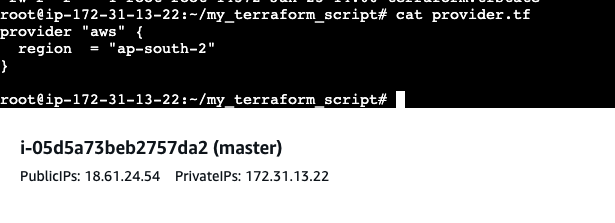 root@ip-172-31-13-22:~/my_terraform_script# cat provider.tf
provider "aws" {
  region  = "ap-south-2"
}
root@ip-172-31-13-22:~/my_terraform_script#
i-05d5a73beb2757da2 (master)
PublicIPs: 18.61.24.54    PrivateIPs: 172.31.13.22